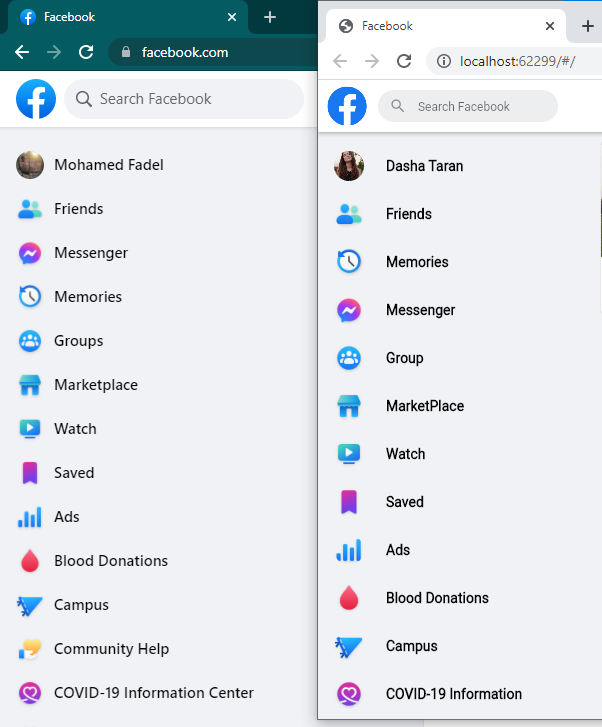 Facebook
facebook.com
Search Facebook
Mohamed Fadel
Friends
Messenger
Memories
Groups
Marketplace
Watch
Saved
Ads
Blood Donations
Campus
Community Help
COVID-19 Information Center
Facebook
localhost:62299/#/
Search Facebook
Dasha Taran
Friends
Memories
Messenger
Group
MarketPlace
Watch
Saved
Ads
Blood Donations
Campus
COVID-19 Information